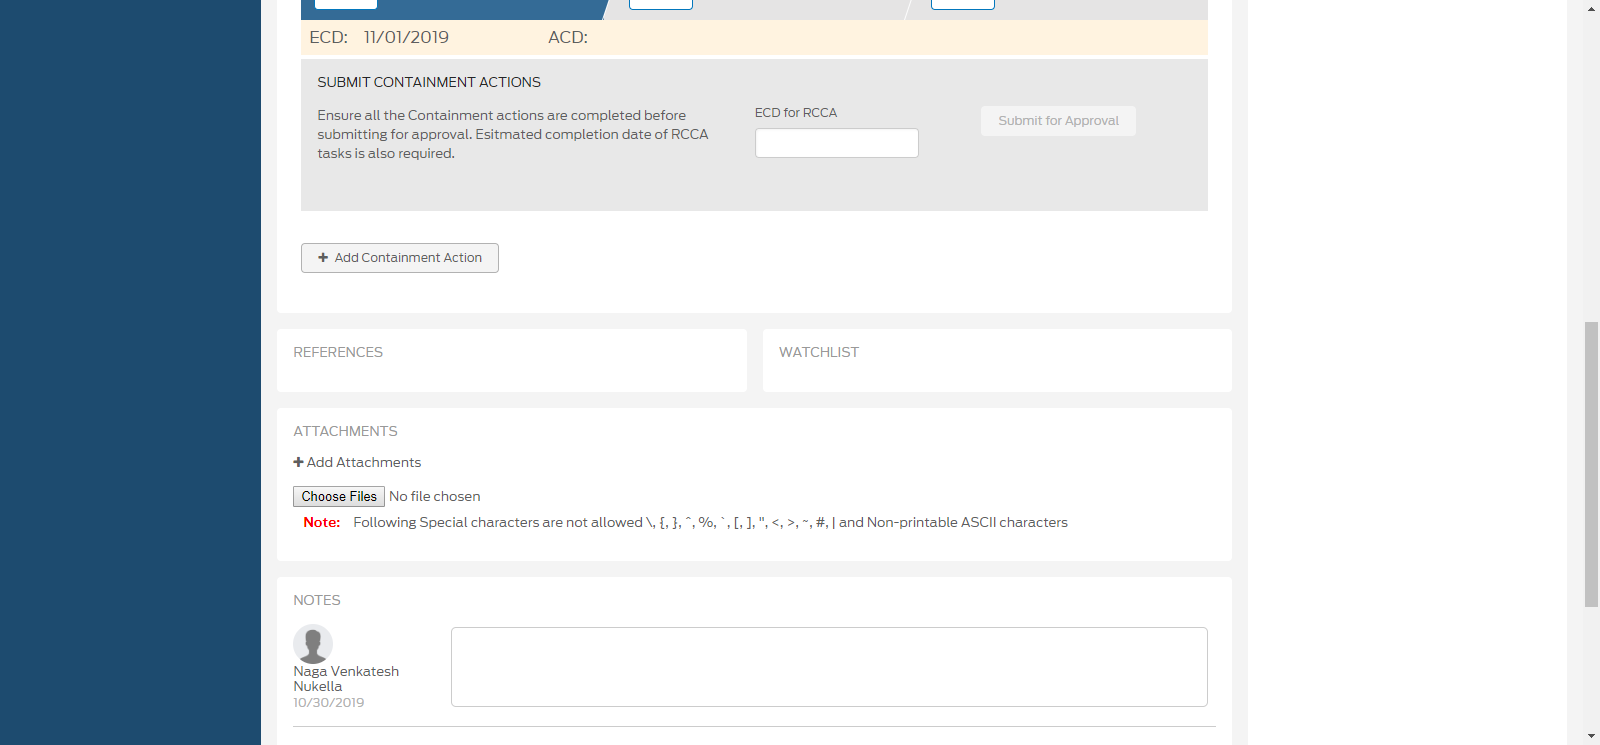 ECD: 11/01/2019 ACD:
SUBMIT CONTAINMENT ACTIONS
Ensure all the Containment actions are completed before
submitting for approval. Esitmated completion date of RCCA
tasks is also required.
ECD for RCCA
Submit for Approval
+ Add Containment Action
REFERENCES
WATCHLIST
ATTACHMENTS
+ Add Attachments
Choose Files No file chosen
Note: Following Special characters are not allowed \, {, }, ^, %, `, [, ], ", <, >, ~, #, | and Non-printable ASCII characters
NOTES
Naga Venkatesh
Nukella
10/30/2019